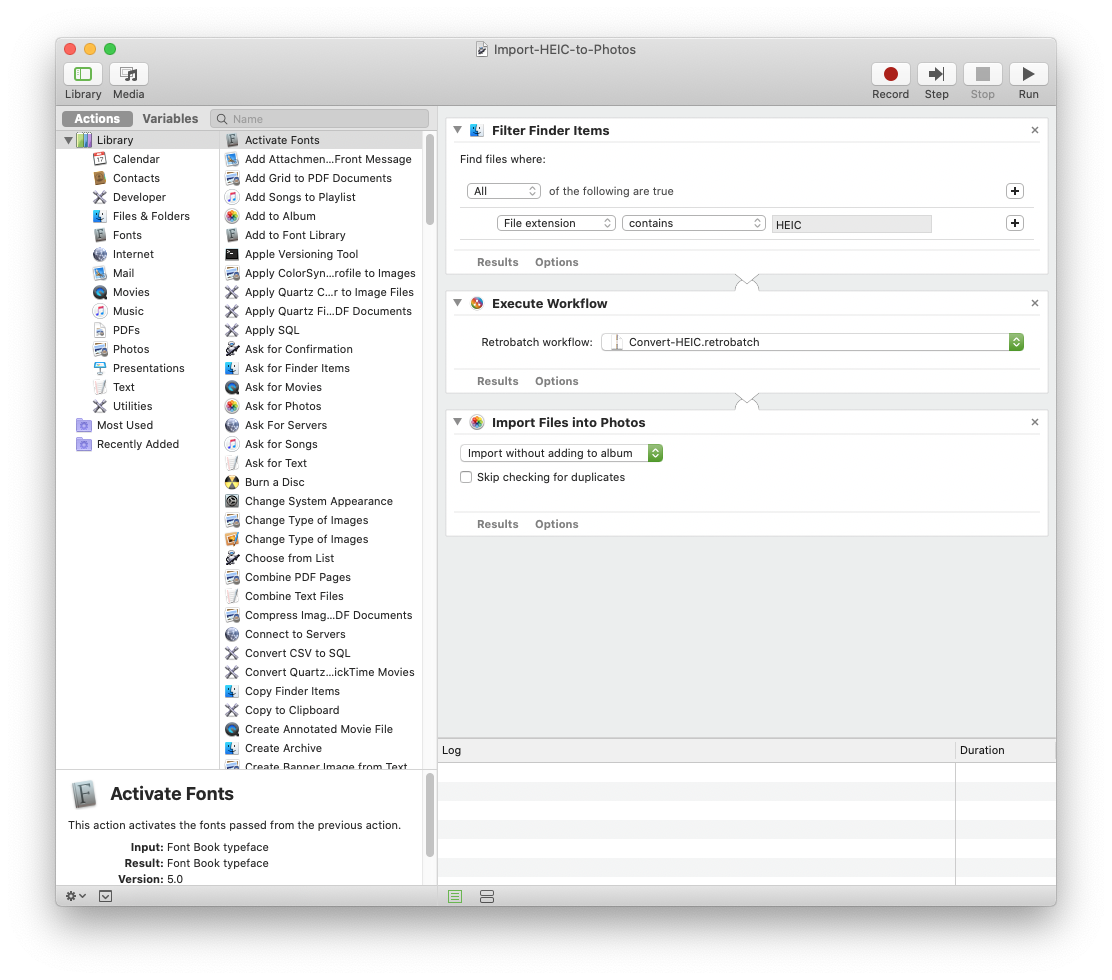 Import-HEIC-to-Photos
Library
Media
Record
Step
Stop
Run
Actions
Variables
Name
Library
Calendar
Contacts
Developer
Files & Folders
Fonts
Internet
Mail
Movies
Music
PDFs
Photos
Presentations
Text
Utilities
Most Used
Recently Added
Activate Fonts
Add Attachmen...Front Message
Add Grid to PDF Documents
Add Songs to Playlist
Add to Album
Add to Font Library
Apple Versioning Tool
Apply ColorSyn...rofile to Images
Apply Quartz C...r to Image Files
Apply Quartz Fi...DF Documents
Apply SQL
Ask for Confirmation
Ask for Finder Items
Ask for Movies
Ask for Photos
Ask For Servers
Ask for Songs
Ask for Text
Burn a Disc
Change System Appearance
Change Type of Images
Change Type of Images
Choose from List
Combine PDF Pages
Combine Text Files
Compress Imag...DF Documents
Connect to Servers
Convert CSV to SQL
Convert Quartz...ickTime Movies
Copy Finder Items
Copy to Clipboard
Create Annotated Movie File
Create Archive
Create Banner Image from Text
Activate Fonts
This action activates the fonts passed from the previous action.
Input: Font Book typeface
Result: Font Book typeface
Version: 5.0
Filter Finder Items
Find files where:
All of the following are true
File extension contains HEIC
Results Options
Execute Workflow
Retrobatch workflow: Convert-HEIC.retrobatch
Results Options
Import Files into Photos
Import without adding to album
Skip checking for duplicates
Results Options
Log Duration